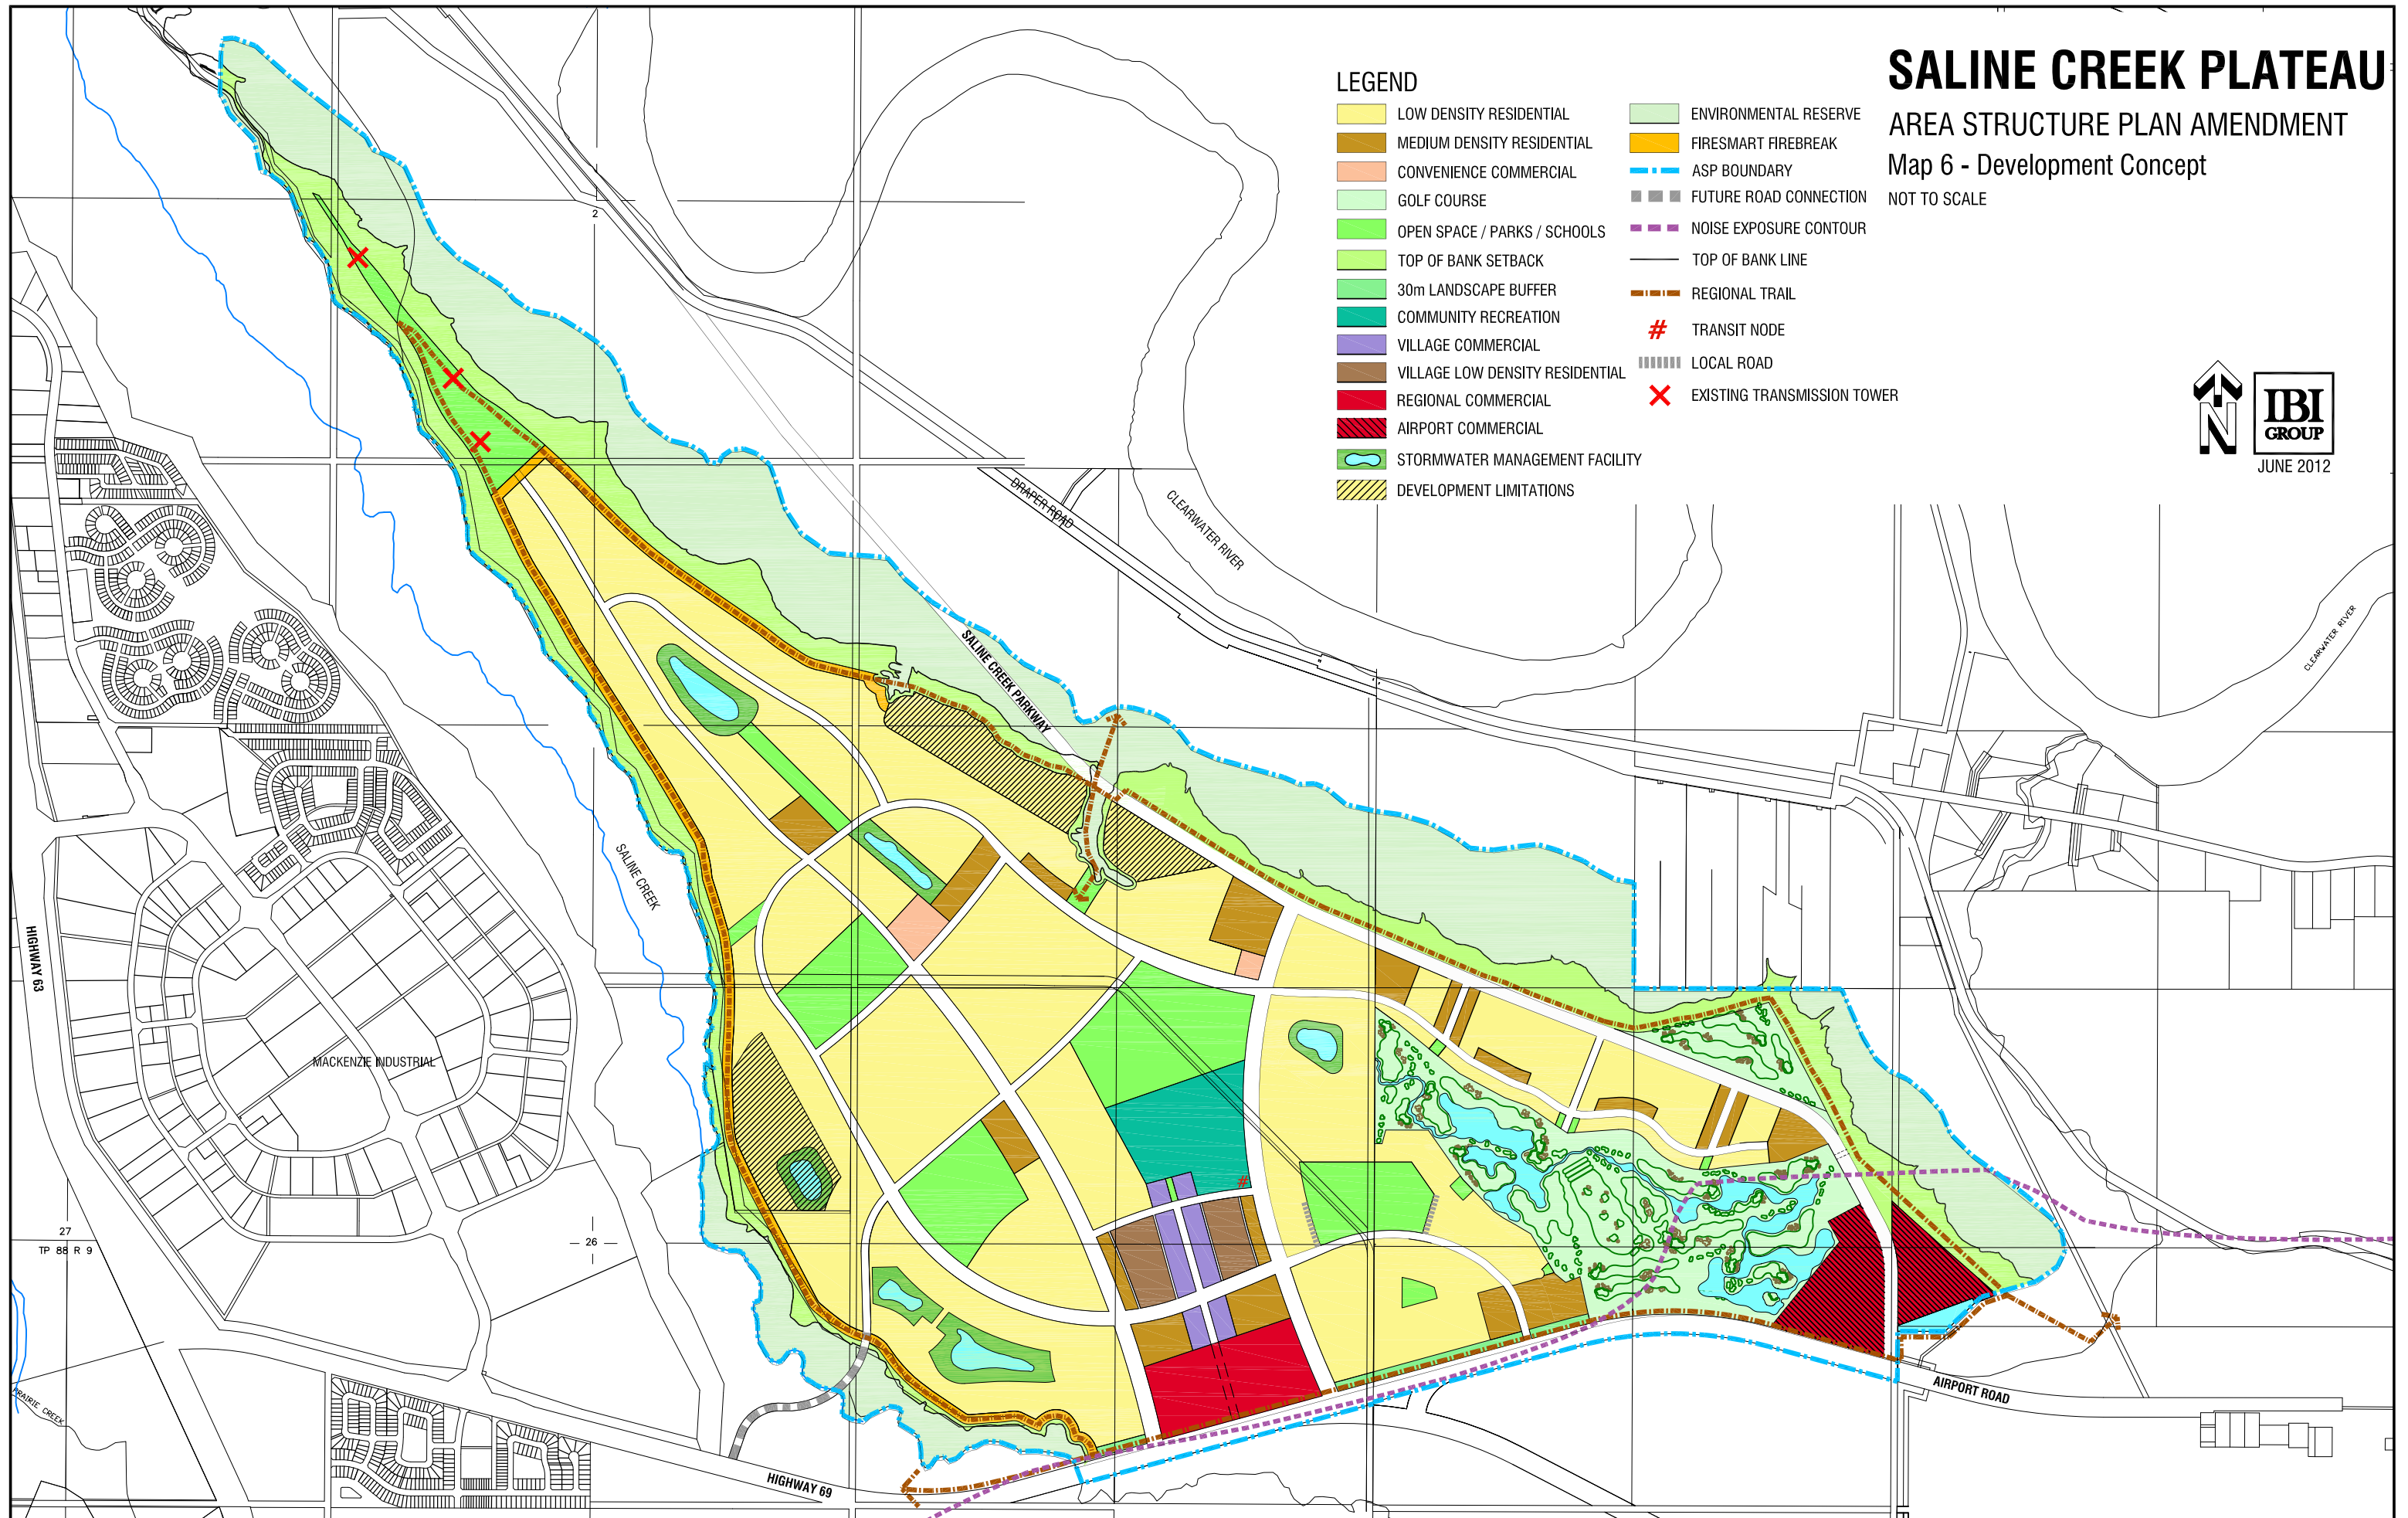 SALINE CREEK PLATEAU
AREA STRUCTURE PLAN AMENDMENT
Map 6 - Development Concept
NOT TO SCALE
LEGEND
LOW DENSITY RESIDENTIAL
MEDIUM DENSITY RESIDENTIAL
CONVENIENCE COMMERCIAL
GOLF COURSE
OPEN SPACE / PARKS / SCHOOLS
TOP OF BANK SETBACK
30m LANDSCAPE BUFFER
COMMUNITY RECREATION
VILLAGE COMMERCIAL
VILLAGE LOW DENSITY RESIDENTIAL
REGIONAL COMMERCIAL
AIRPORT COMMERCIAL
STORMWATER MANAGEMENT FACILITY
DEVELOPMENT LIMITATIONS
ENVIRONMENTAL RESERVE
FIRESMART FIREBREAK
ASP BOUNDARY
FUTURE ROAD CONNECTION
NOISE EXPOSURE CONTOUR
TOP OF BANK LINE
REGIONAL TRAIL
# TRANSIT NODE
LOCAL ROAD
EXISTING TRANSMISSION TOWER
N
IBI
GROUP
JUNE 2012
2
DRAPER ROAD
CLEARWATER RIVER
CLEARWATER RIVER
SALINE CREEK PARKWAY
SALINE CREEK
HIGHWAY 63
MACKENZIE INDUSTRIAL
#
27
TP 88 R 9
26
PRAIRIE CREEK
HIGHWAY 69
AIRPORT ROAD